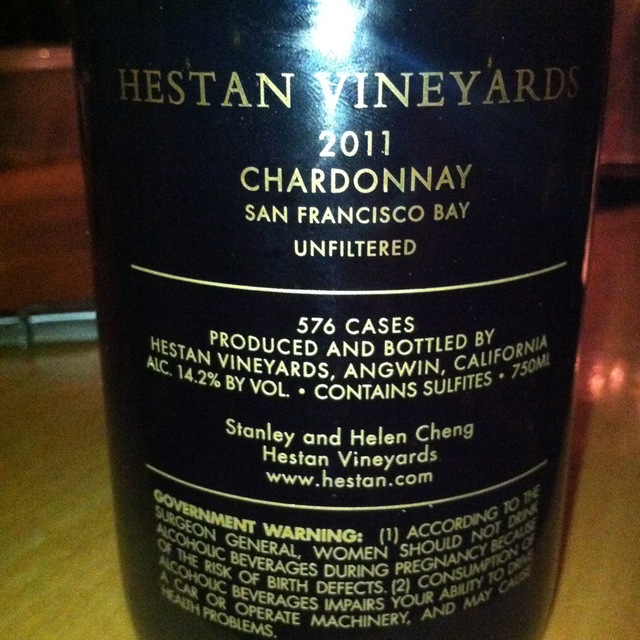 HESTAN VINEYARDS
2011
CHARDONNAY
SAN FRANCISCO BAY
UNFILTERED
576 CASES
PRODUCED AND BOTTLED BY
HESTAN VINEYARDS, ANGWIN, CALIFORNIA
ALC. 14.2% BY VOL. • CONTAINS SULFITES • 750ML
Stanley and Helen Cheng
Hestan Vineyards
www.hestan.com
GOVERNMENT WARNING: (1) ACCORDING TO THE
SURGEON GENERAL, WOMEN SHOULD NOT DRINK
ALCOHOLIC BEVERAGES DURING PREGNANCY BECAUSE
OF THE RISK OF BIRTH DEFECTS. (2) CONSUMPTION OF
ALCOHOLIC BEVERAGES IMPAIRS YOUR ABILITY TO DRIVE
A CAR OR OPERATE MACHINERY, AND MAY CAUSE
HEALTH PROBLEMS.